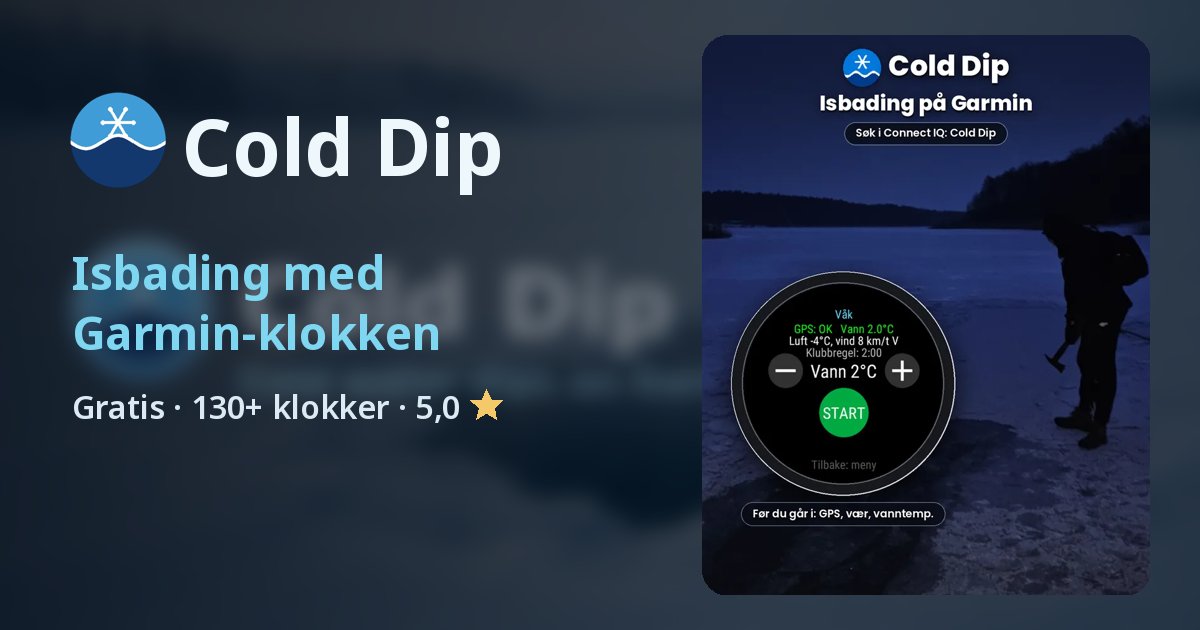 Cold Dip
Isbading med
Garmin-klokken
Gratis · 130+ klokker · 5,0
Cold Dip
Isbading på Garmin
Søk i Connect IQ: Cold Dip
Våk
GPS: OK Vann 2.0°C
Luft -4°C, vind 8 km/t V
Klubbregel: 2:00
− Vann 2°C +
START
Tilbake: meny
Før du går i: GPS, vær, vanntemp.